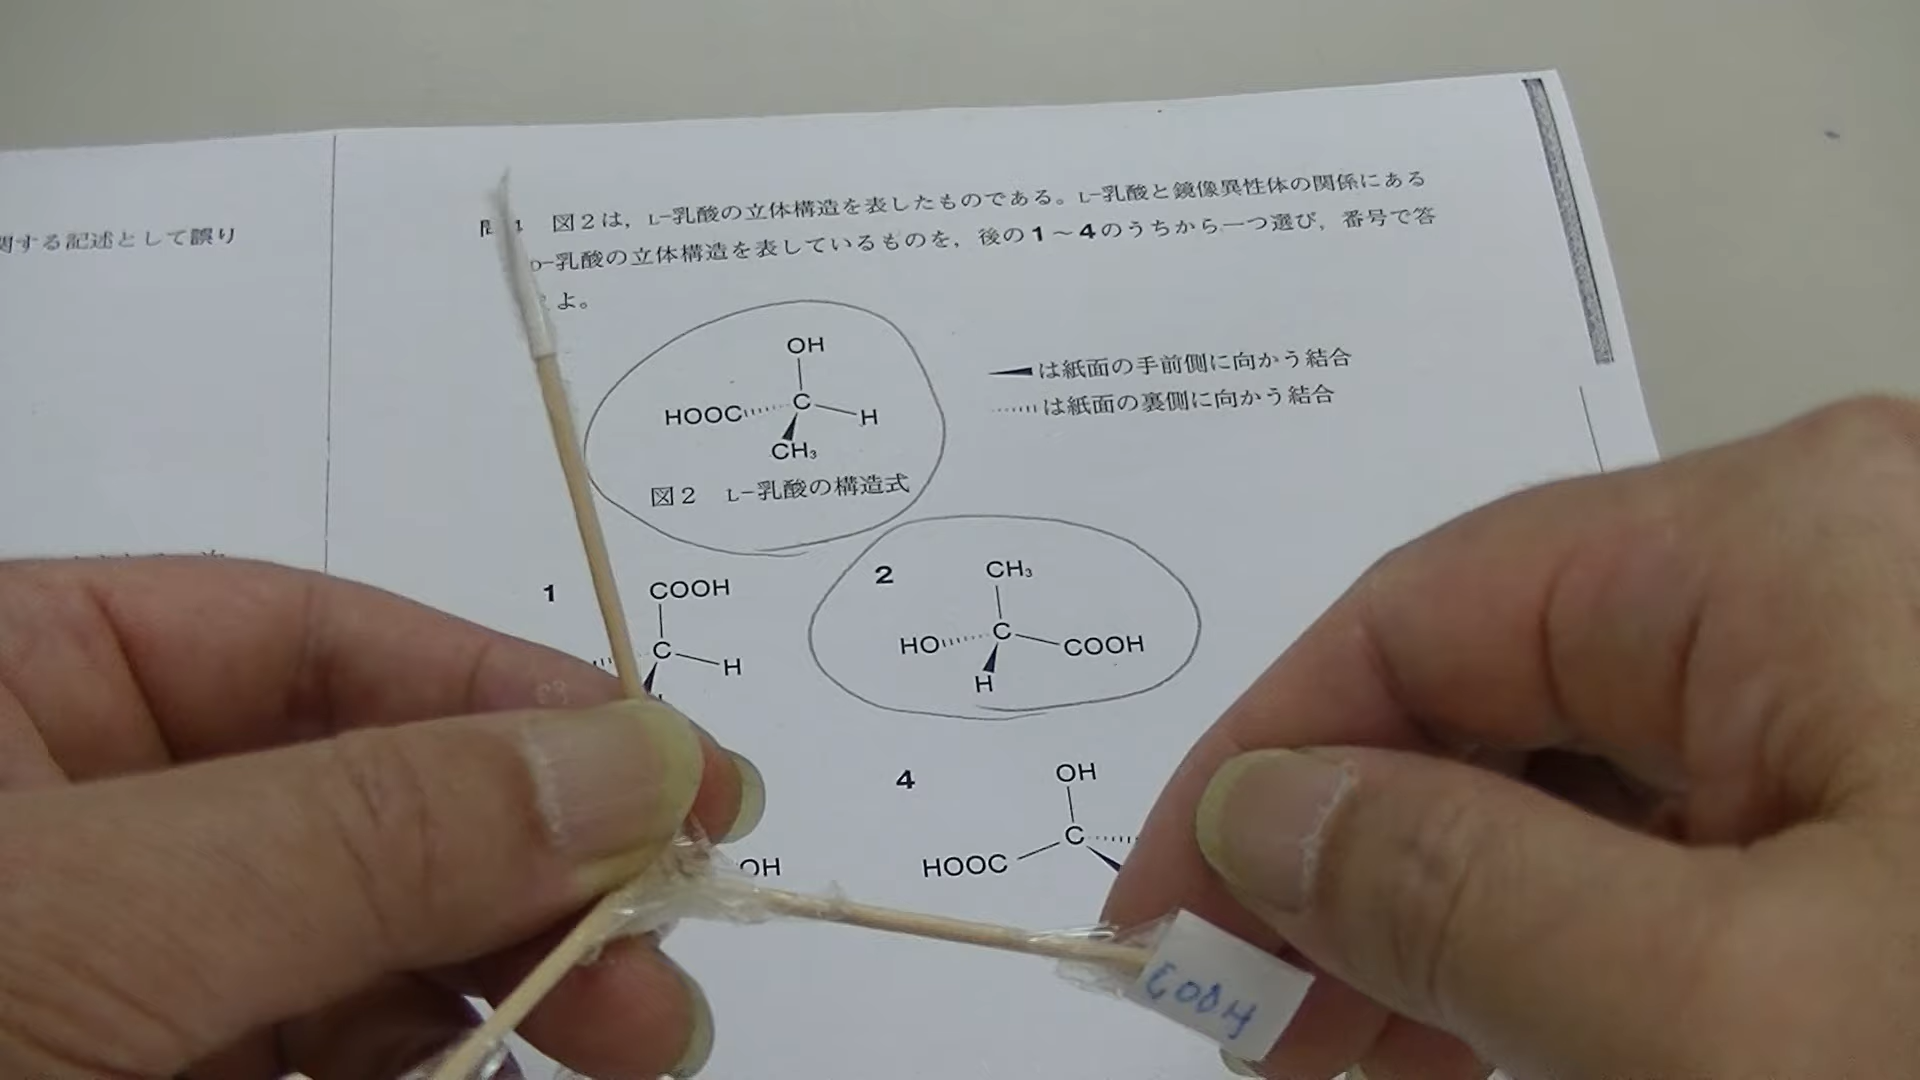 関する記述として誤り
1 図2は，L-乳酸の立体構造を表したものである。L-乳酸と鏡像異性体の関係にある
D-乳酸の立体構造を表しているものを，後の1～4のうちから一つ選び，番号で答
よ。
OH
HOOC C H
CH₃
図2 L-乳酸の構造式
は紙面の手前側に向かう結合
は紙面の裏側に向かう結合
1
COOH
C H
2
CH₃
HO C COOH
H
4
OH
C
HOOC
OH
COOH